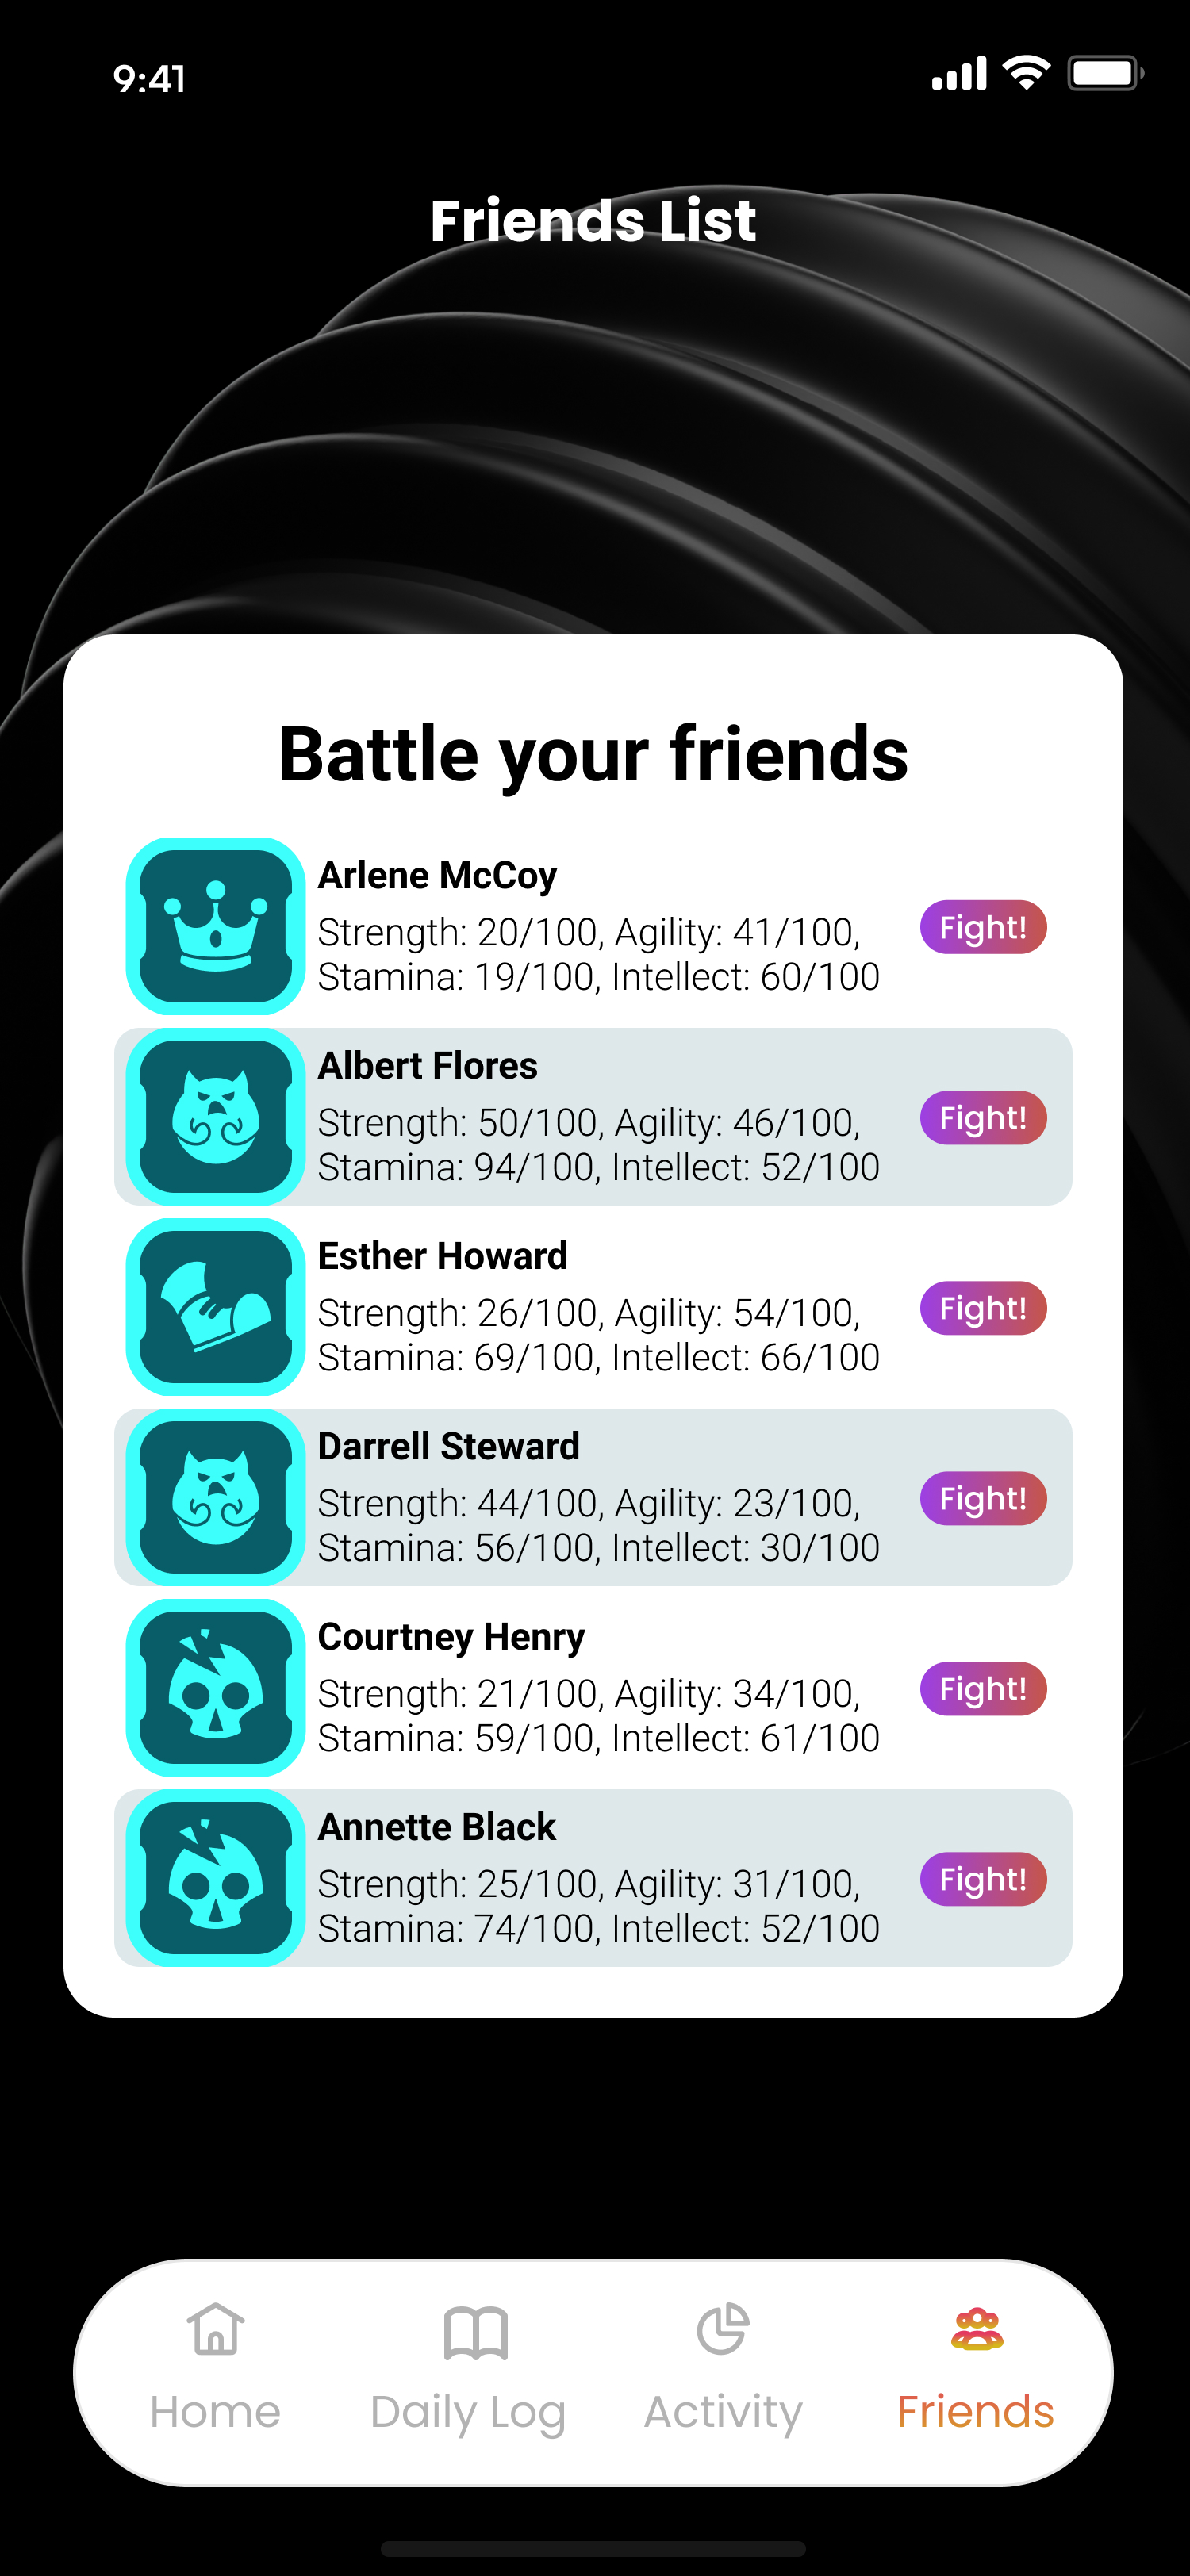 9:41
Friends List
Battle your friends
Arlene McCoy
Strength: 20/100, Agility: 41/100,
Stamina: 19/100, Intellect: 60/100
Fight!
Albert Flores
Strength: 50/100, Agility: 46/100,
Stamina: 94/100, Intellect: 52/100
Fight!
Esther Howard
Strength: 26/100, Agility: 54/100,
Stamina: 69/100, Intellect: 66/100
Fight!
Darrell Steward
Strength: 44/100, Agility: 23/100,
Stamina: 56/100, Intellect: 30/100
Fight!
Courtney Henry
Strength: 21/100, Agility: 34/100,
Stamina: 59/100, Intellect: 61/100
Fight!
Annette Black
Strength: 25/100, Agility: 31/100,
Stamina: 74/100, Intellect: 52/100
Fight!
Home
Daily Log
Activity
Friends